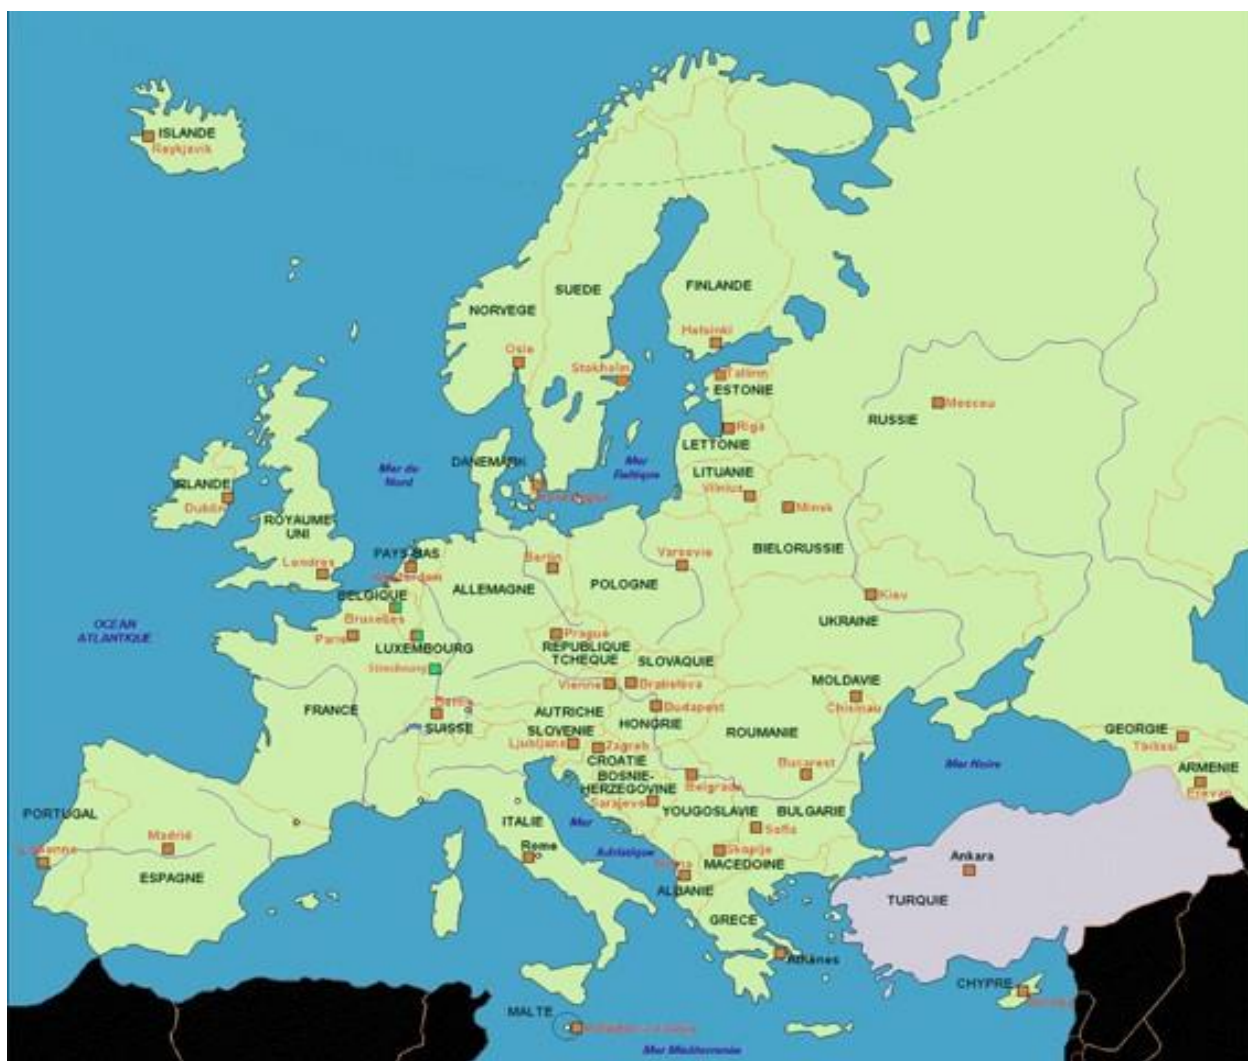 ISLANDE
Reykjavik
NORVEGE
SUEDE
FINLANDE
Helsinki
Oslo
Stokholm
Tallinn
ESTONIE
RUSSIE
Moscou
Riga
LETTONIE
DANEMARK
Mer de
Nord
Mer
Baltique
LITUANIE
Vilnius
Minsk
IRLANDE
Dublin
ROYAUME-
UNI
Londres
BIELORUSSIE
PAYS-BAS
Amsterdam
Berlin
Varsovie
ALLEMAGNE
POLOGNE
BELGIQUE
Bruxelles
Kiev
UKRAINE
OCEAN
ATLANTIQUE
Paris
LUXEMBOURG
Prague
REPUBLIQUE
TCHEQUE
SLOVAQUIE
Strasbourg
Vienne
Bratislava
MOLDAVIE
Chisinau
FRANCE
SUISSE
AUTRICHE
Budapest
HONGRIE
SLOVENIE
Ljubljana
Zagreb
CROATIE
ROUMANIE
GEORGIE
Tbilissi
BOSNIE-
HERZEGOVINE
Sarajevo
Belgrade
Bucarest
Mer Noire
ARMENIE
Erevan
PORTUGAL
YOUGOSLAVIE
BULGARIE
ITALIE
Mer
Adriatique
Madrid
Sofia
Rome
Skopije
MACEDOINE
Ankara
ESPAGNE
ALBANIE
TURQUIE
GRECE
Athènes
CHYPRE
MALTE
Mer Méditerranée